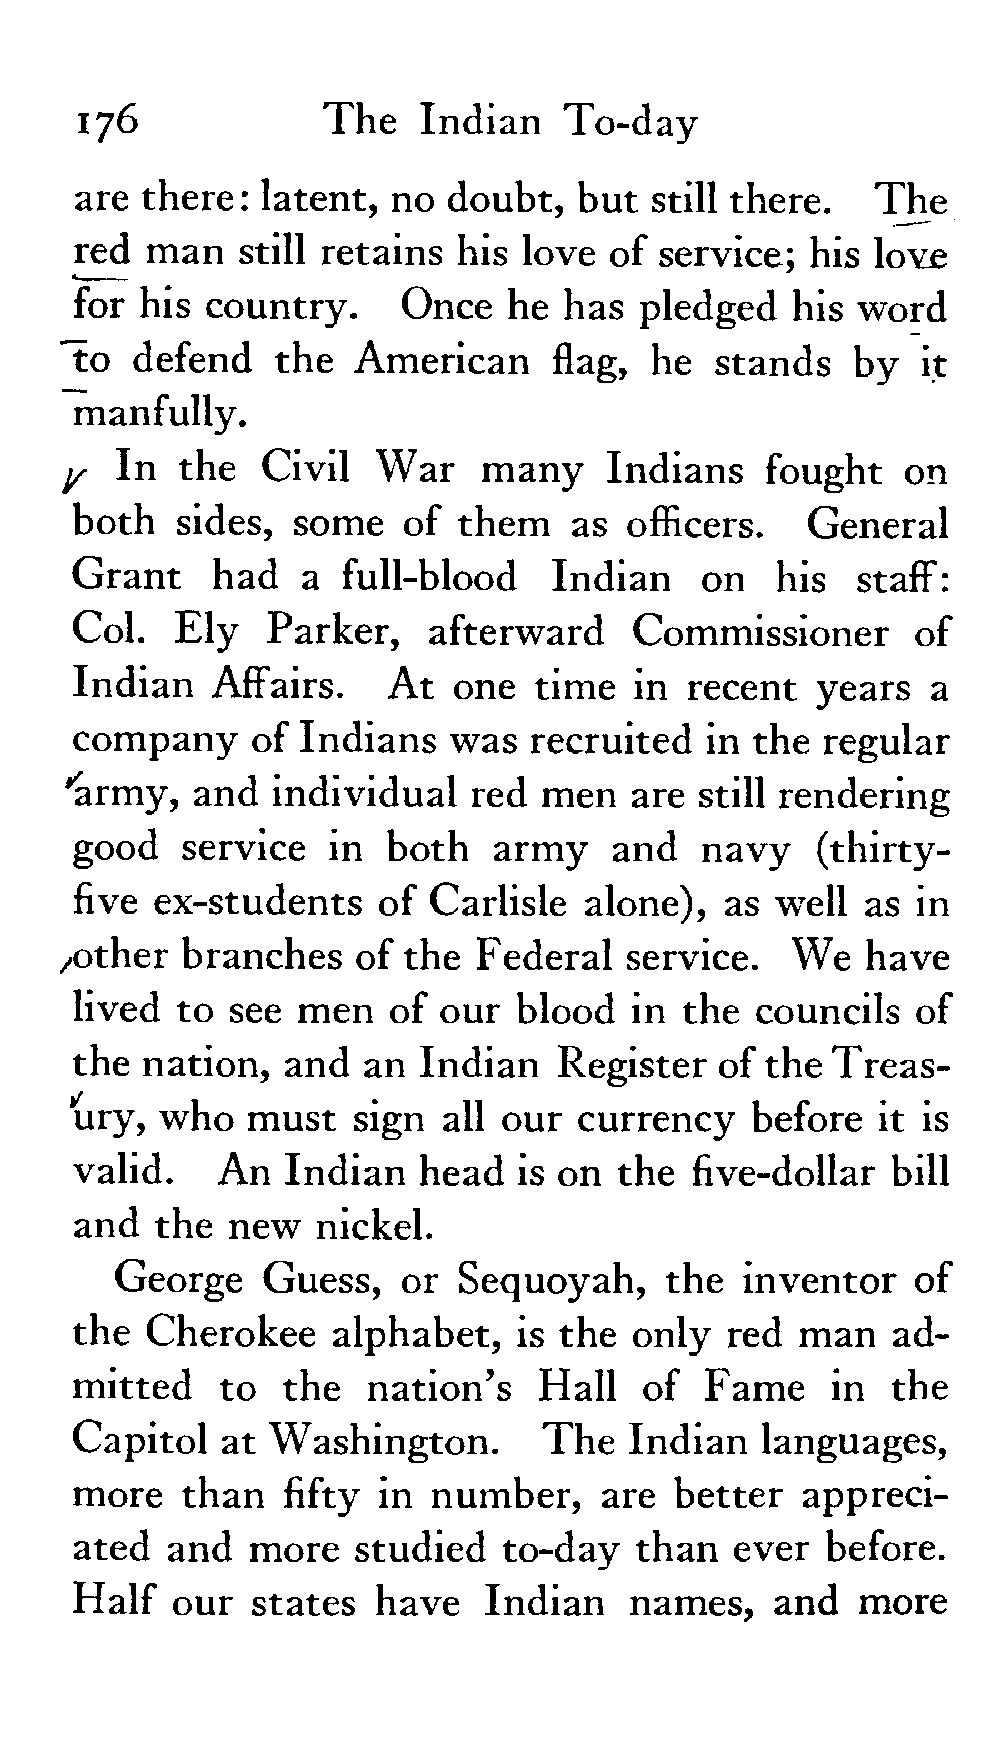 176 The Indian To-day
are there: latent, no doubt, but still there. The
red man still retains his love of service; his love
for his country. Once he has pledged his word
to defend the American flag, he stands by it
manfully.
In the Civil War many Indians fought on
both sides, some of them as officers. General
Grant had a full-blood Indian on his staff:
Col. Ely Parker, afterward Commissioner of
Indian Affairs. At one time in recent years a
company of Indians was recruited in the regular
army, and individual red men are still rendering
good service in both army and navy (thirty-
five ex-students of Carlisle alone), as well as in
other branches of the Federal service. We have
lived to see men of our blood in the councils of
the nation, and an Indian Register of the Treas-
ury, who must sign all our currency before it is
valid. An Indian head is on the five-dollar bill
and the new nickel.
George Guess, or Sequoyah, the inventor of
the Cherokee alphabet, is the only red man ad-
mitted to the nation's Hall of Fame in the
Capitol at Washington. The Indian languages,
more than fifty in number, are better appreci-
ated and more studied to-day than ever before.
Half our states have Indian names, and more